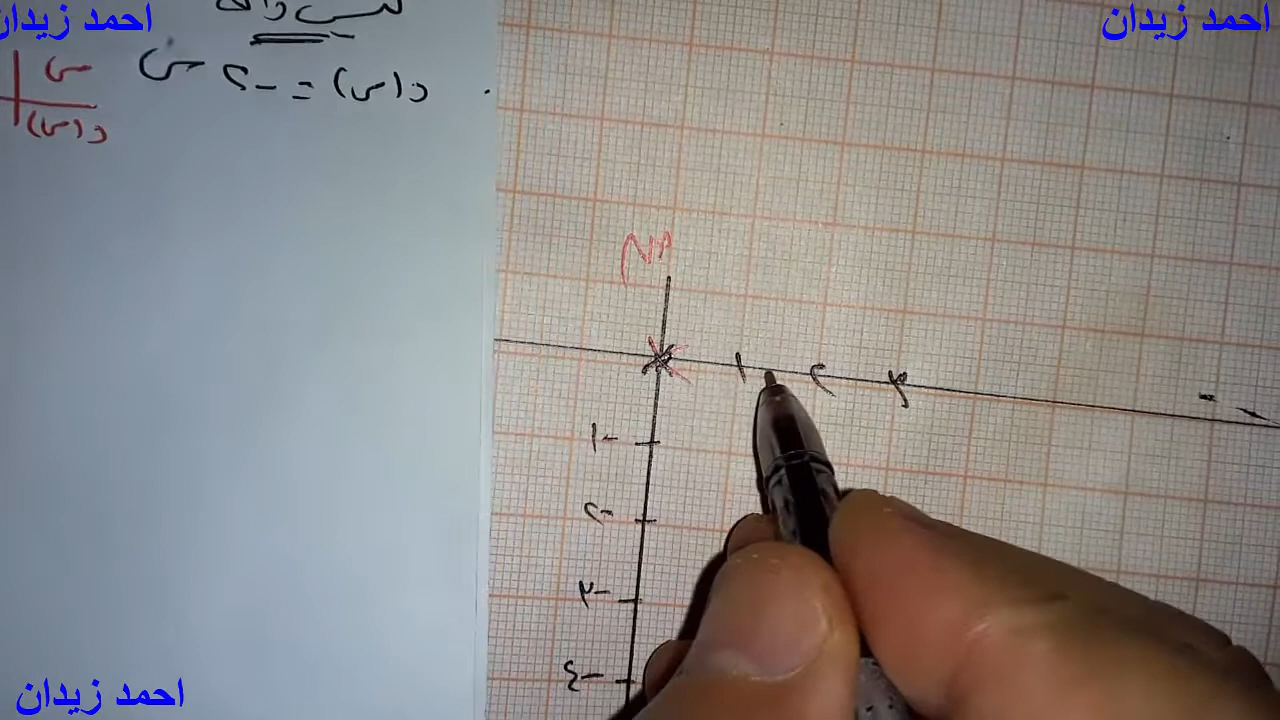 احمد زيدان
احمد زيدان
د(س) = -٢ س
س
د(س)
ص
١
٢
٣
-١
-٢
-٣
-٤
احمد زيدان